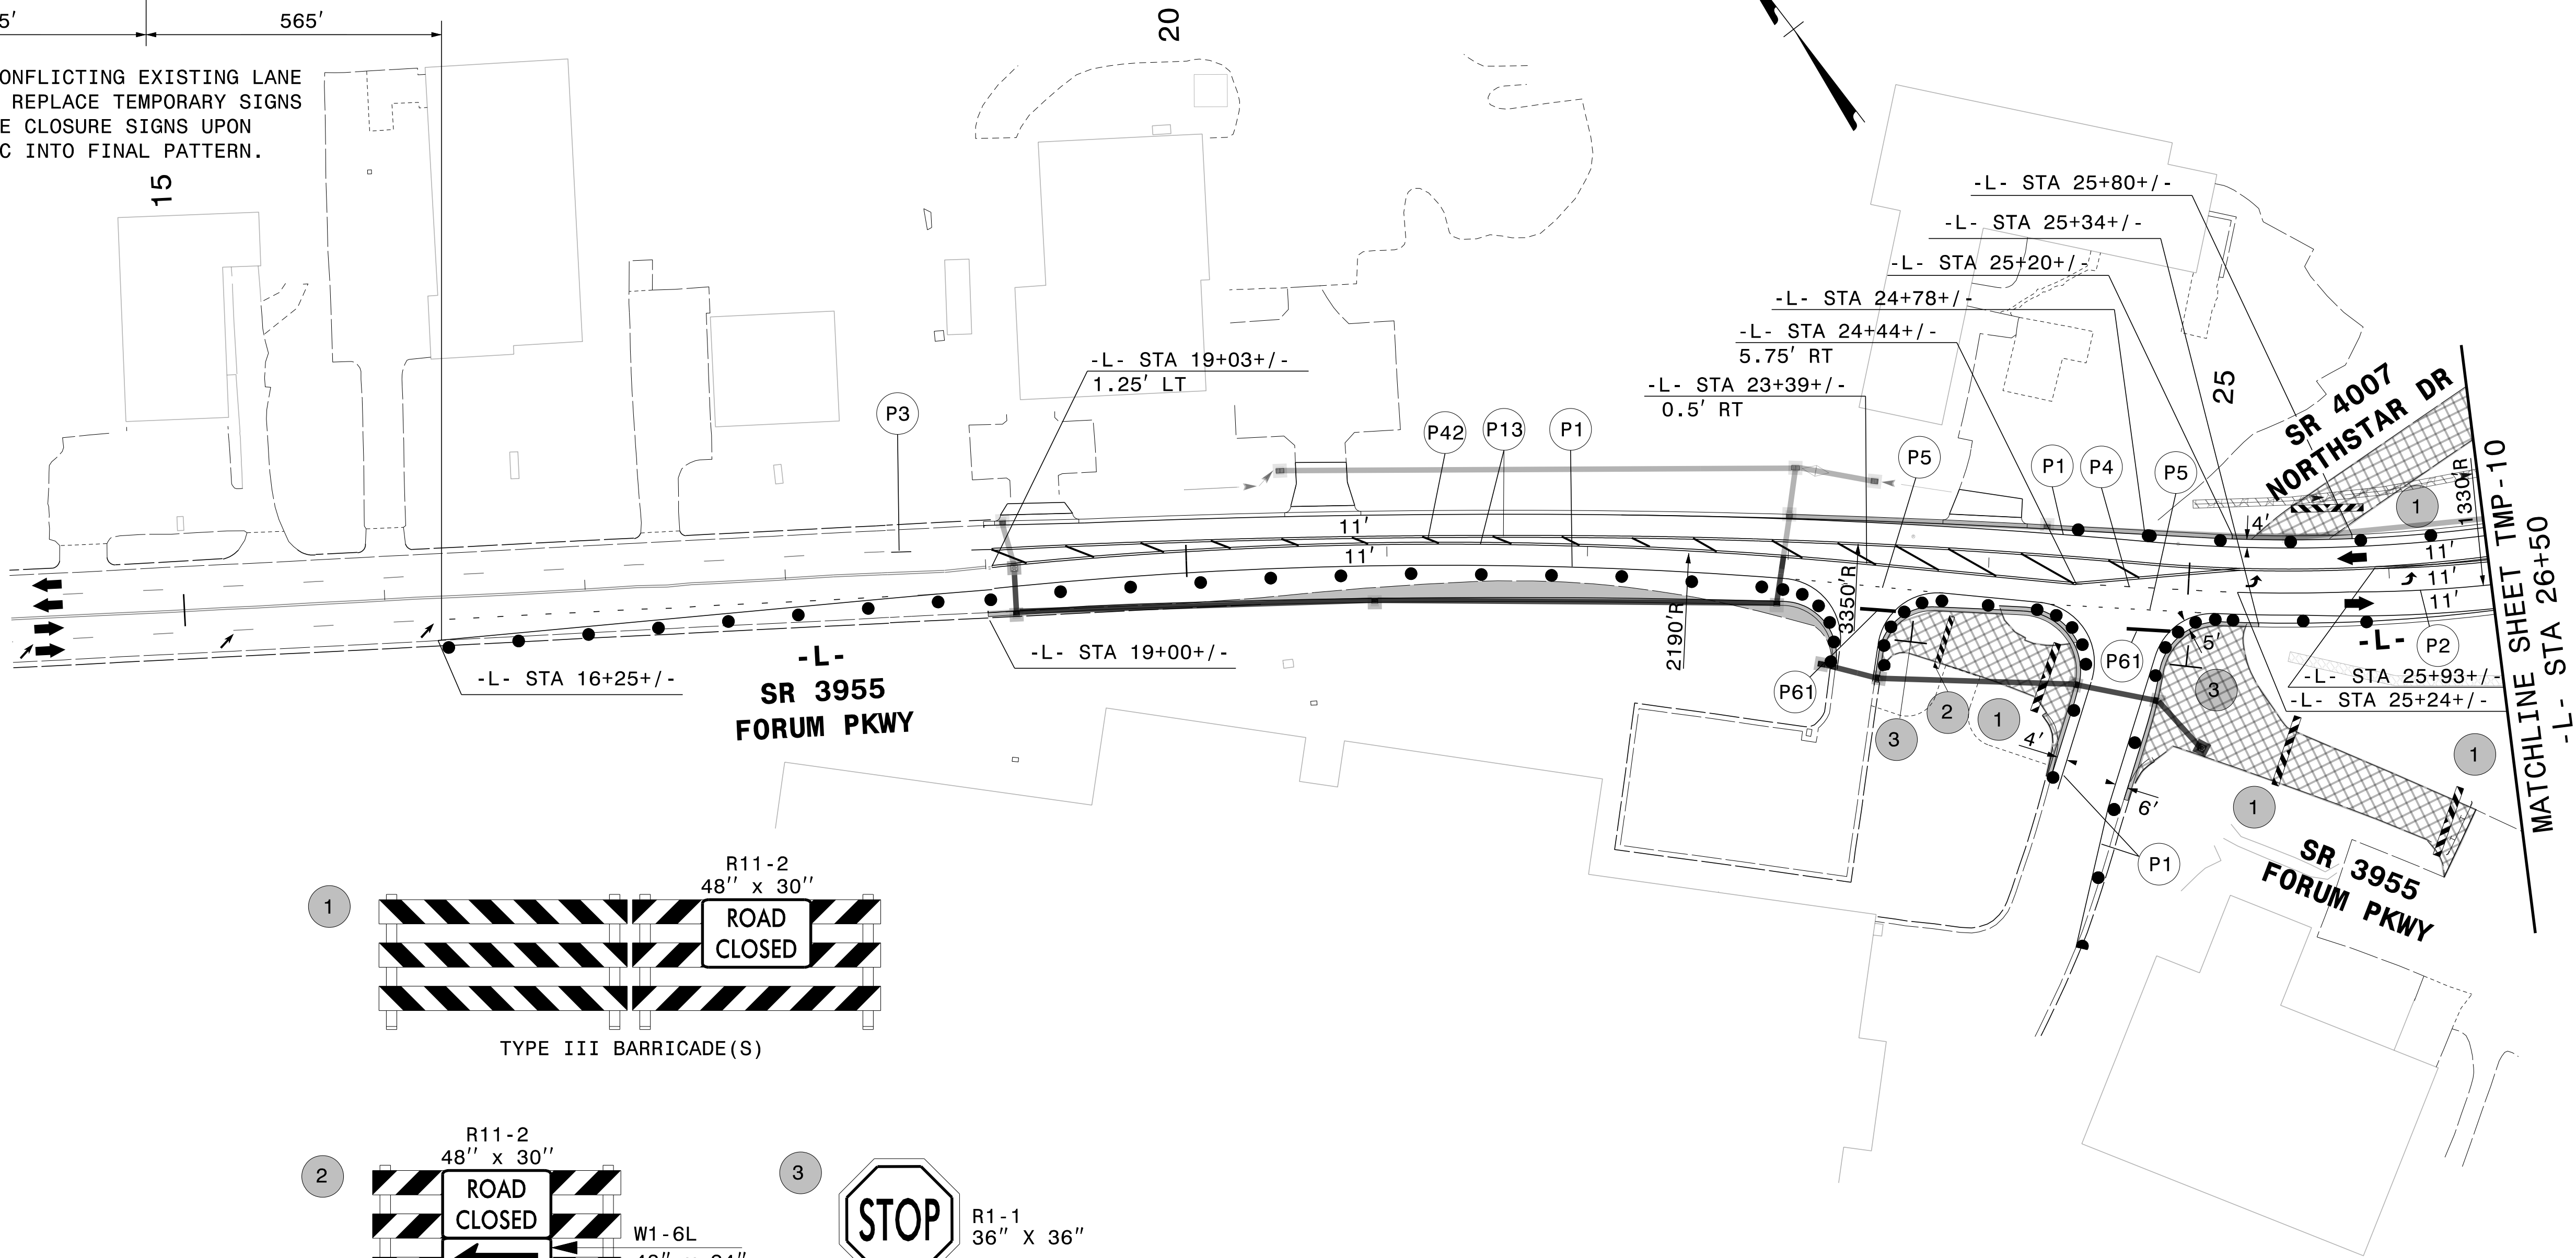 5'
565'
ONFLICTING EXISTING LANE
REPLACE TEMPORARY SIGNS
E CLOSURE SIGNS UPON
C INTO FINAL PATTERN.
15
20
25
-L- STA 25+80+/-
-L- STA 25+34+/-
-L- STA 25+20+/-
-L- STA 24+78+/-
-L- STA 24+44+/-
5.75' RT
-L- STA 23+39+/-
0.5' RT
-L- STA 19+03+/-
1.25' LT
P3
P42
P13
P1
P5
P1
P4
P5
SR 4007
NORTHSTAR DR
1
1330'R
MATCHLINE SHEET TMP-10
-L- STA 26+50
11'
11'
4'
11'
11'
11'
2190'R
3350'R
-L- STA 16+25+/-
-L-
SR 3955
FORUM PKWY
-L- STA 19+00+/-
P61
3
2
1
4'
P61
5'
3
-L-
P2
-L- STA 25+93+/-
-L- STA 25+24+/-
6'
P1
1
1
SR 3955
FORUM PKWY
1
R11-2
48" x 30"
ROAD
CLOSED
TYPE III BARRICADE(S)
2
R11-2
48" x 30"
ROAD
CLOSED
W1-6L
3
STOP
R1-1
36" X 36"